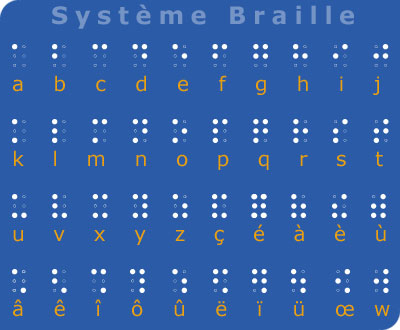 Système Braille
a b c d e f g h i j
k l m n o p q r s t
u v x y z ç é à è ù
â ê î ô û ë ï ü œ w